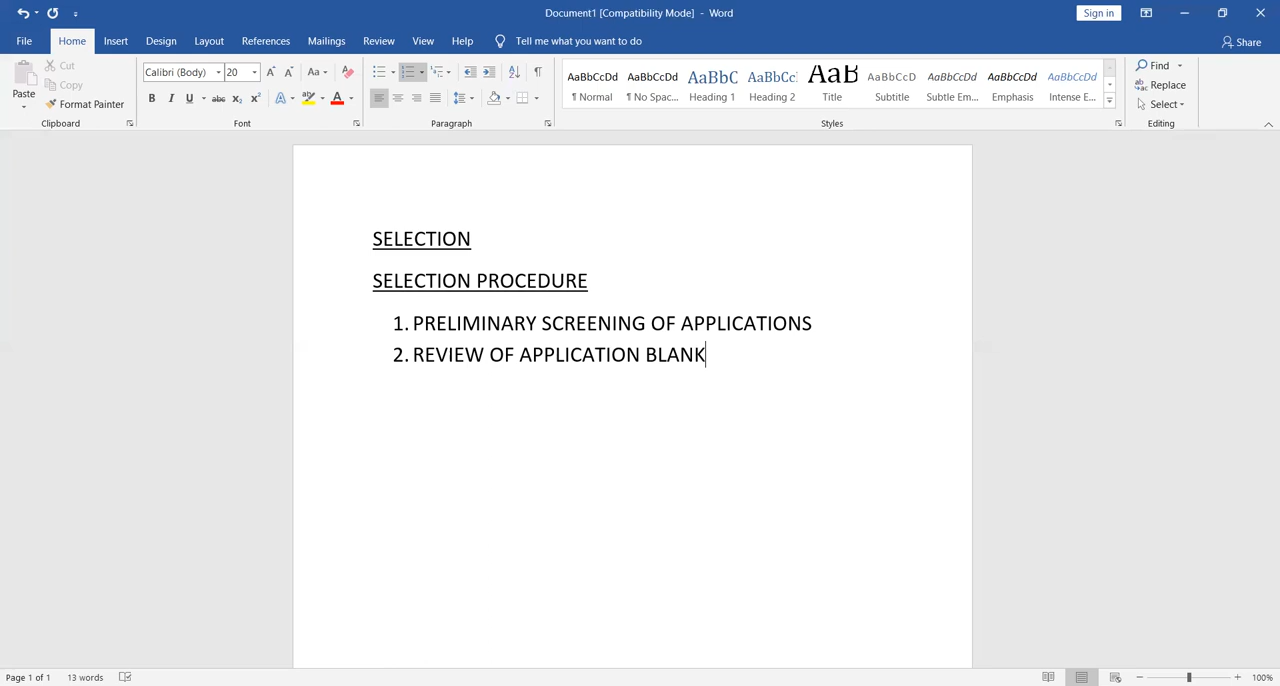 Document1 [Compatibility Mode] - Word
Sign in
File Home Insert Design Layout References Mailings Review View Help Tell me what you want to do
Share
Paste
Cut
Copy
Format Painter
Clipboard
Calibri (Body) 20
Aa
B I U abc X₂ X²
A
A
Font
Paragraph
AaBbCcDd AaBbCcDd AaBbC AaBbCc AaB AaBbCcD AaBbCcDd AaBbCcDd AaBbCcDd
¶ Normal ¶ No Spac... Heading 1 Heading 2 Title Subtitle Subtle Em... Emphasis Intense E...
Styles
Find
Replace
Select
Editing
SELECTION
SELECTION PROCEDURE
1. PRELIMINARY SCREENING OF APPLICATIONS
2. REVIEW OF APPLICATION BLANK
Page 1 of 1 13 words
100%